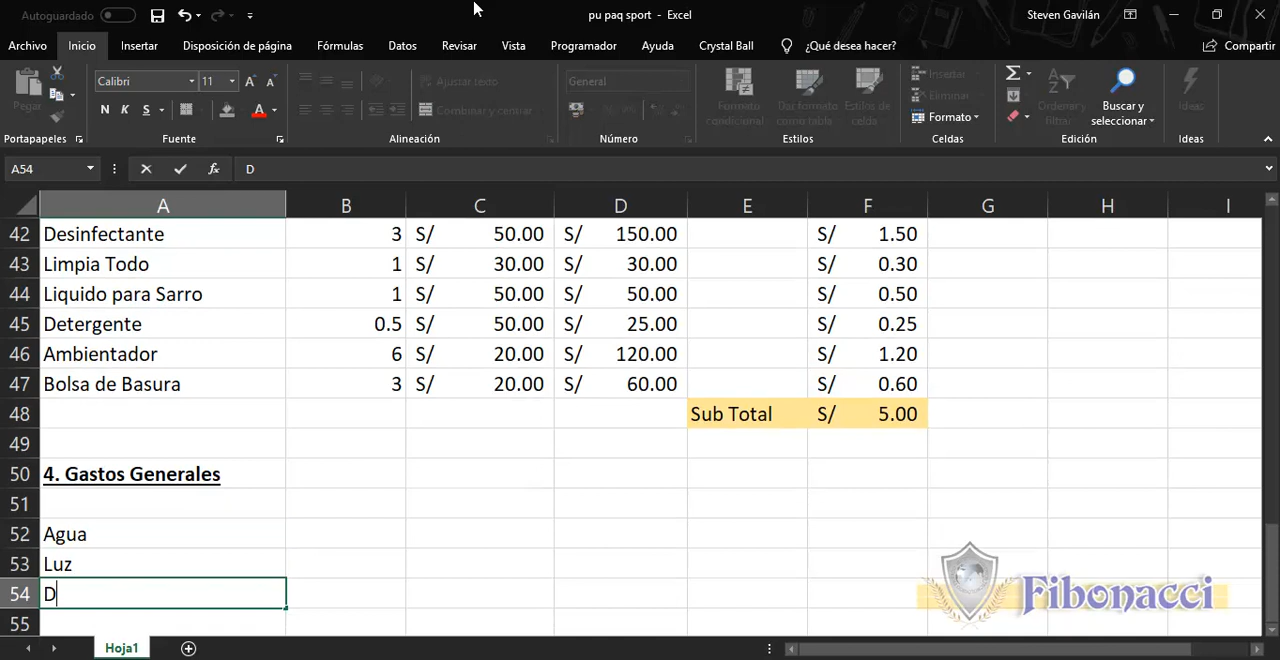 Autoguardado
pu paq sport - Excel
Steven Gavilán
Archivo Inicio Insertar Disposición de página Fórmulas Datos Revisar Vista Programador Ayuda Crystal Ball ¿Qué desea hacer? Compartir
Pegar
Calibri 11
N K S
Ajustar texto
Combinar y centrar
General
Formato condicional
Dar formato como tabla
Estilos de celda
Insertar
Eliminar
Formato
Ordenar y filtrar
Buscar y seleccionar
Ideas
Portapapeles Fuente Alineación Número Estilos Celdas Edición Ideas
A54 fx D
A B C D E F G H I
42 Desinfectante 3 S/ 50.00 S/ 150.00 S/ 1.50
43 Limpia Todo 1 S/ 30.00 S/ 30.00 S/ 0.30
44 Liquido para Sarro 1 S/ 50.00 S/ 50.00 S/ 0.50
45 Detergente 0.5 S/ 50.00 S/ 25.00 S/ 0.25
46 Ambientador 6 S/ 20.00 S/ 120.00 S/ 1.20
47 Bolsa de Basura 3 S/ 20.00 S/ 60.00 S/ 0.60
48 Sub Total S/ 5.00
49
50 4. Gastos Generales
51
52 Agua
53 Luz
54 D
55
Fibonacci
Hoja1